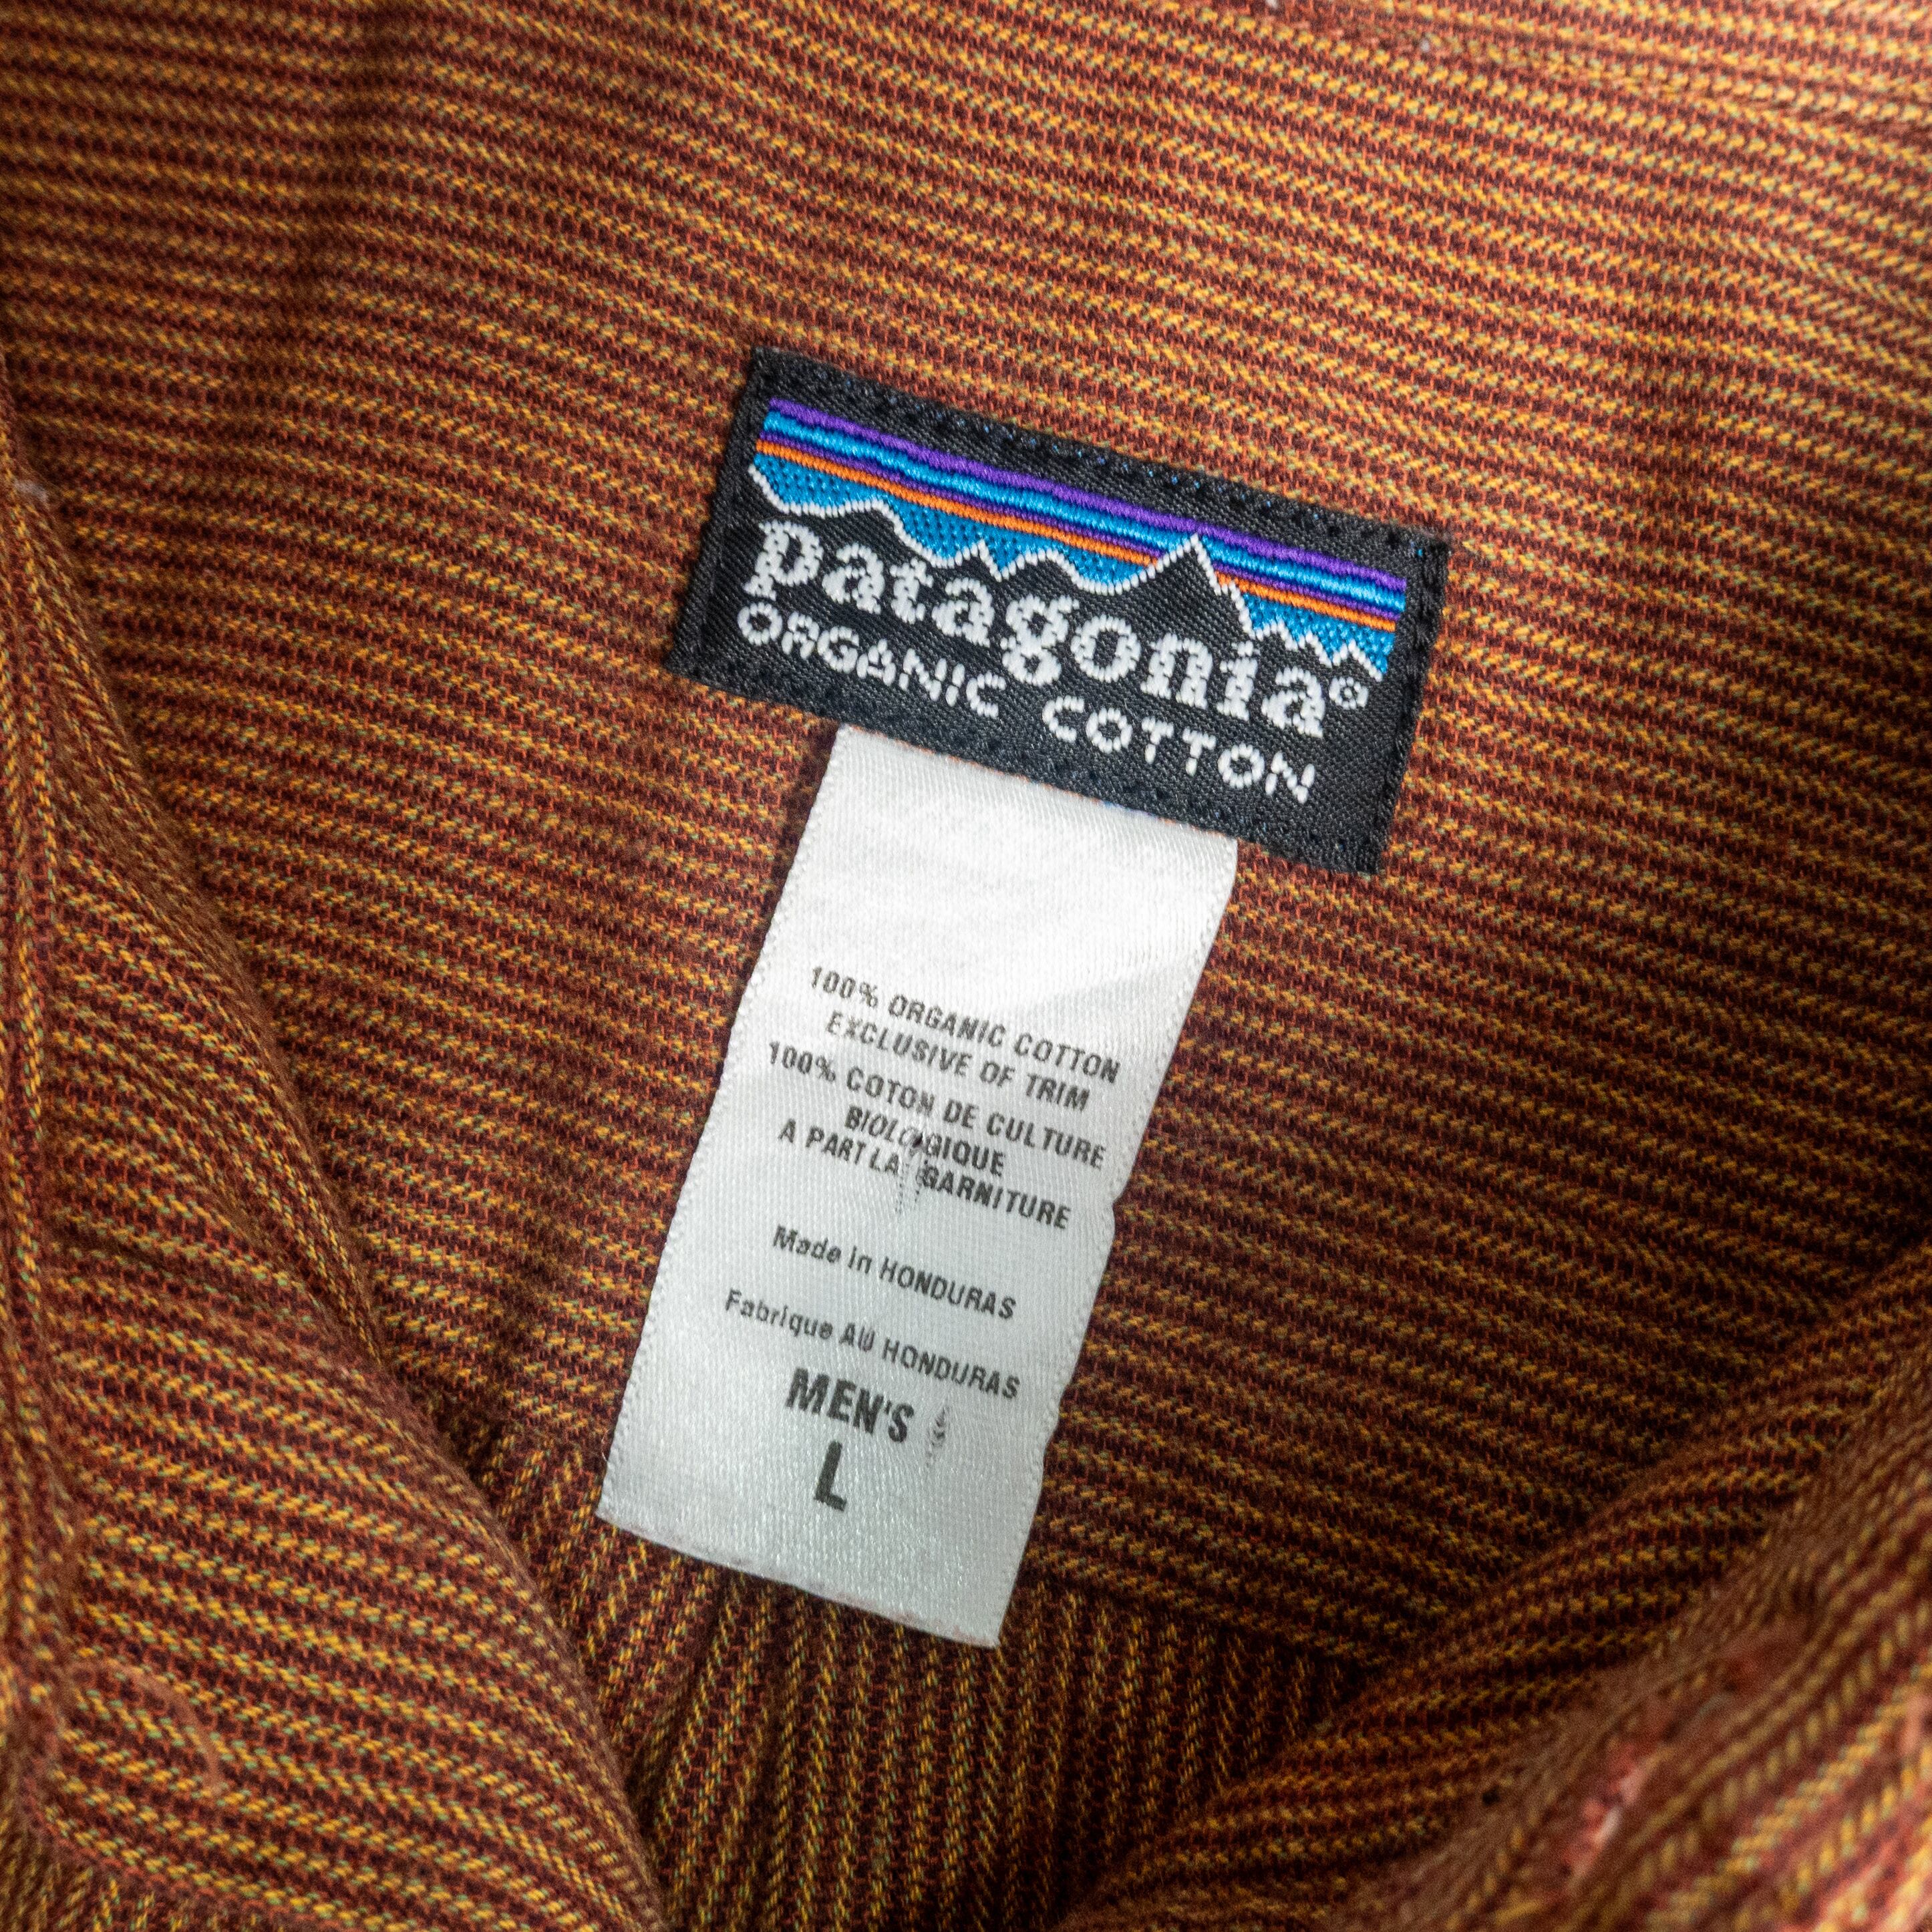 patagonia®
ORGANIC COTTON
100% ORGANIC COTTON
EXCLUSIVE OF TRIM
100% COTON DE CULTURE
BIOLOGIQUE
A PART LA GARNITURE
Made in HONDURAS
Fabrique AU HONDURAS
MEN'S
L